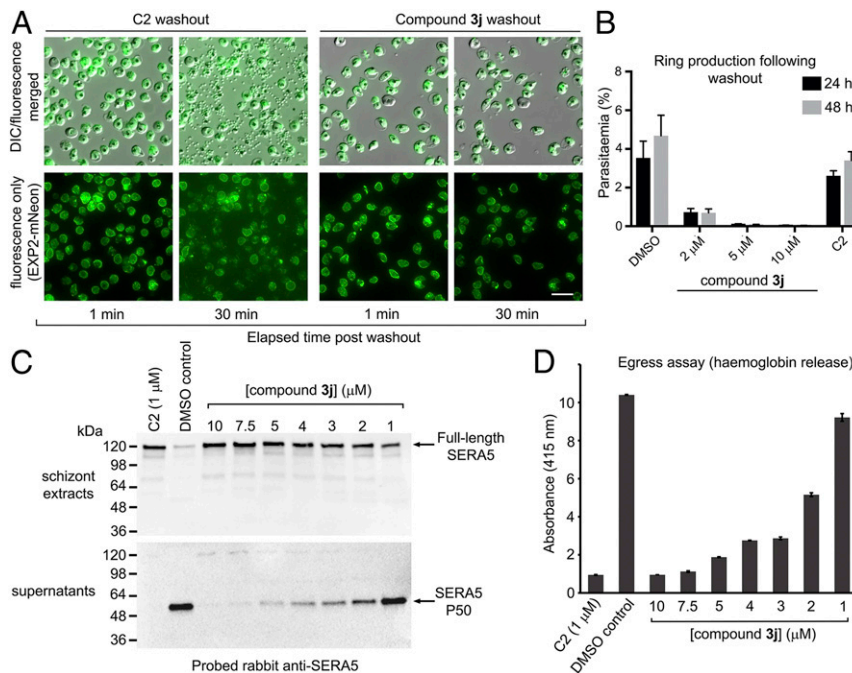 A
C2 washout
Compound 3j washout
DIC/fluorescence
merged
fluorescence only
(EXP2-mNeon)
1 min
30 min
1 min
30 min
Elapsed time post washout
B
Ring production following
washout
24 h
48 h
Parasitaemia (%)
8
6
4
2
0
DMSO
2 μM
5 μM
10 μM
C2
compound 3j
C
C2 (1 μM)
DMSO control
[compound 3j] (μM)
10 7.5 5 4 3 2 1
kDa
120
98
64
48
36
schizont
extracts
Full-length
SERA5
120
98
64
48
36
supernatants
SERA5
P50
Probed rabbit anti-SERA5
D
Egress assay (haemoglobin release)
Absorbance (415 nm)
10
8
6
4
2
0
C2 (1 μM)
DMSO control
10 7.5 5 4 3 2 1
[compound 3j] (μM)